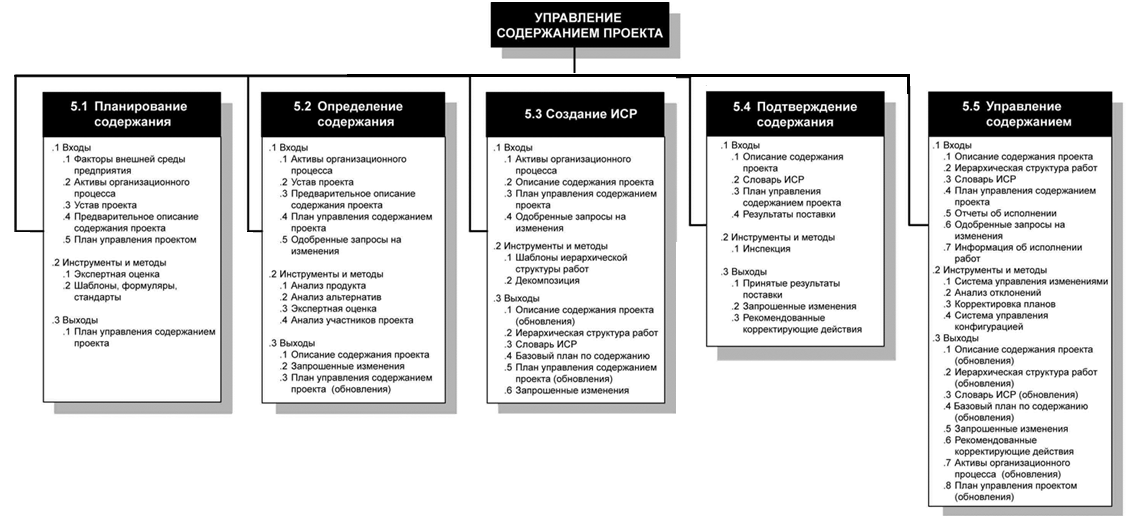 УПРАВЛЕНИЕ
СОДЕРЖАНИЕМ ПРОЕКТА
5.1 Планирование
содержания
.1 Входы
.1 Факторы внешней среды
предприятия
.2 Активы организационного
процесса
.3 Устав проекта
.4 Предварительное описание
содержания проекта
.5 План управления проектом
.2 Инструменты и методы
.1 Экспертная оценка
.2 Шаблоны, формуляры,
стандарты
.3 Выходы
.1 План управления содержанием
проекта
5.2 Определение
содержания
.1 Входы
.1 Активы организационного
процесса
.2 Устав проекта
.3 Предварительное описание
содержания проекта
.4 План управления содержанием
проекта
.5 Одобренные запросы на
изменения
.2 Инструменты и методы
.1 Анализ продукта
.2 Анализ альтернатив
.3 Экспертная оценка
.4 Анализ участников проекта
.3 Выходы
.1 Описание содержания проекта
.2 Запрошенные изменения
.3 План управления содержанием
проекта (обновления)
5.3 Создание ИСР
.1 Входы
.1 Активы организационного
процесса
.2 Описание содержания проекта
.3 План управления содержанием
проекта
.4 Одобренные запросы на
изменения
.2 Инструменты и методы
.1 Шаблоны иерархической
структуры работ
.2 Декомпозиция
.3 Выходы
.1 Описание содержания проекта
(обновления)
.2 Иерархическая структура работ
.3 Словарь ИСР
.4 Базовый план по содержанию
.5 План управления содержанием
проекта (обновления)
.6 Запрошенные изменения
5.4 Подтверждение
содержания
.1 Входы
.1 Описание содержания
проекта
.2 Словарь ИСР
.3 План управления
содержанием проекта
.4 Результаты поставки
.2 Инструменты и методы
.1 Инспекция
.3 Выходы
.1 Принятые результаты
поставки
.2 Запрошенные изменения
.3 Рекомендованные
корректирующие действия
5.5 Управление
содержанием
.1 Входы
.1 Описание содержания проекта
.2 Иерархическая структура работ
.3 Словарь ИСР
.4 План управления содержанием
проекта
.5 Отчеты об исполнении
.6 Одобренные запросы на
изменения
.7 Информация об исполнении
работ
.2 Инструменты и методы
.1 Система управления изменениями
.2 Анализ отклонений
.3 Корректировка планов
.4 Система управления
конфигурацией
.3 Выходы
.1 Описание содержания проекта
(обновления)
.2 Иерархическая структура работ
(обновления)
.3 Словарь ИСР (обновления)
.4 Базовый план по содержанию
(обновления)
.5 Запрошенные изменения
.6 Рекомендованные
корректирующие действия
.7 Активы организационного
процесса (обновления)
.8 План управления проектом
(обновления)